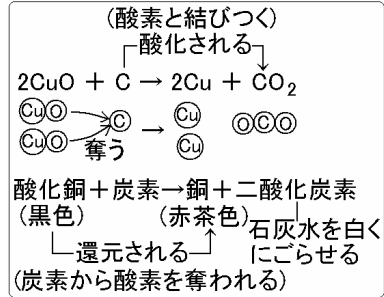 (酸素と結びつく)
酸化される
2CuO + C → 2Cu + CO₂
CuO
CuO
C
→
Cu
Cu
OCO
奪う
酸化銅＋炭素→銅＋二酸化炭素
(黒色)
(赤茶色)
石灰水を白く
にごらせる
還元される
(炭素から酸素を奪われる)